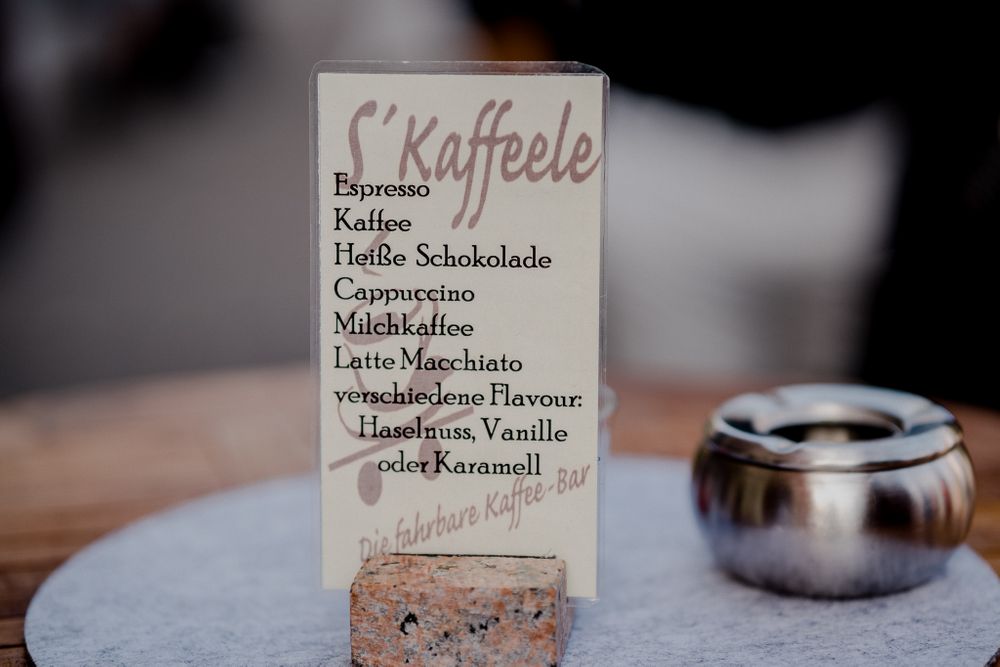 S'Kaffeele
Espresso
Kaffee
Heiße Schokolade
Cappuccino
Milchkaffee
Latte Macchiato
verschiedene Flavour:
Haselnuss, Vanille
oder Karamell
Die fahrbare Kaffee-Bar